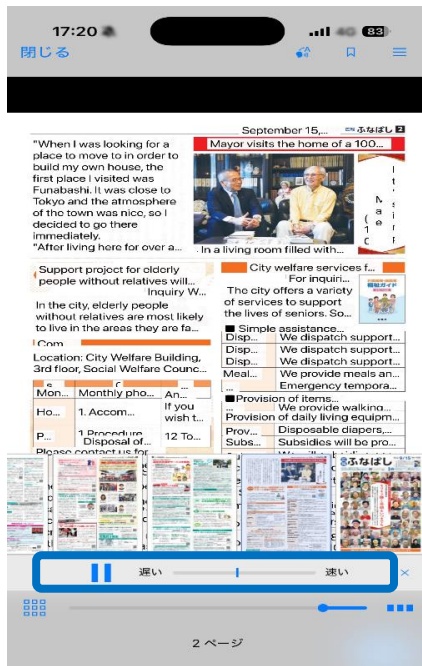 17:20
4G 83
閉じる
September 15,...
ふなばし 2
"When I was looking for a
place to move to in order to
build my own house, the
first place I visited was
Funabashi. It was close to
Tokyo and the atmosphere
of the town was nice, so I
decided to go there
immediately.
"After living here for over a...
Mayor visits the home of a 100...
In a living room filled with...
Support project for elderly
people without relatives will...
Inquiry W...
In the city, elderly people
without relatives are most likely
to live in the areas they are fa...
Com
Location: City Welfare Building,
3rd floor, Social Welfare Counc...
Mon... Monthly pho... An...
Ho... 1. Accom... If you
wish t...
P... 1 Procedure
Disposal of... 12 To...
Please contact us for
City welfare services f...
For inquiri...
The city offers a variety
of services to support
the lives of seniors. So...
福祉ガイド
■ Simple assistance...
Disp... We dispatch support...
Disp... We dispatch support...
Disp... We dispatch support...
Meal... We provide meals an...
... Emergency tempora...
■Provision of items...
... We provide walking...
Provision of daily living equipm...
Prov... Disposable diapers,...
Subs... Subsidies will be pro...
ふなばし
遅い 速い ×
2 ページ